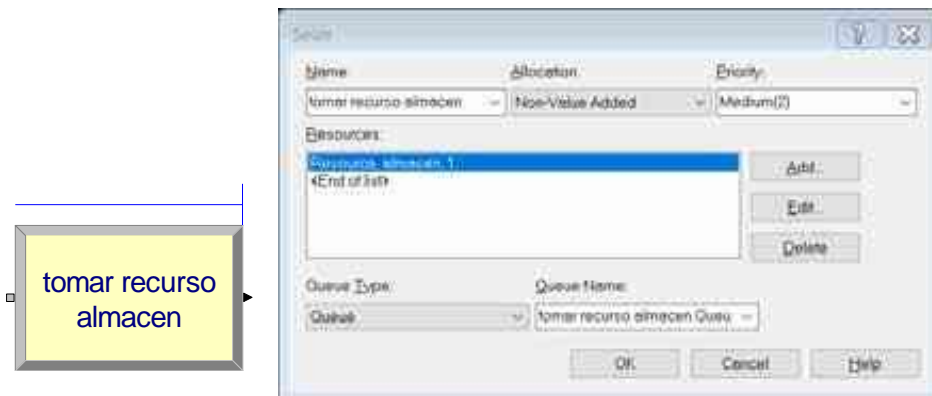 tomar recurso
almacen
Seize
Name:
Allocation:
Priority:
tomar recurso almacen
Non-Value Added
Medium(2)
Resources:
Resource, almacen, 1
<End of list>
Add...
Edit...
Delete
Queue Type:
Queue Name:
Queue
tomar recurso almacen.Queu
OK
Cancel
Help